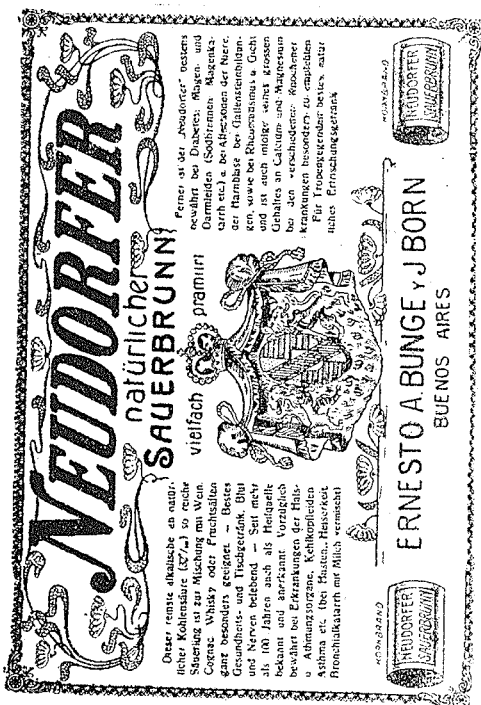 NEUDORFER
natürlicher
SAUERBRUNN
vielfach prämiirt
Dieser reinste alkalische an natür-
licher Kohlensäure so reiche
Säuerling ist zur Mischung mit Wein,
Cognac, Whisky oder Fruchtsäften
ganz besonders geeignet. — Bestes
Gesundheits- und Tischgetränk, Blut
und Nerven belebend — Seit mehr
als 100 Jahren auch als Heilquelle
bekannt und anerkannt Vorzüglich
bewährt bei Erkrankungen der Hals-
u Athmungsorgane, Kehlkopfleiden
Asthma etc. (bei Husten, Heiserkeit
Bronchialkatarrh mit Milch vermischt)
Ferner ist der „Neudorfer" bestens
bewährt bei Diabetes, Magen- und
Darmleiden (Sodbrennen Magenka-
tarrh etc.) u bei Affectionen der Niere,
der Harnblase bei Gallensteinbildun-
gen, sowie bei Rheumatismus u Gicht
und ist auch infolge seines grossen
Gehaltes an Calcium- und Magnesium
bei den verschiedenen Knochener
krankungen besonders zu empfehlen
Für Tropengegenden bestes natür
liches Erfrischungsgetränk
KORNBRAND
NEUDORFER
SAUERBRUNN
ERNESTO A. BUNGE Y J BORN
BUENOS AIRES
KORNBRAND
NEUDORFER
SAUERBRUNN